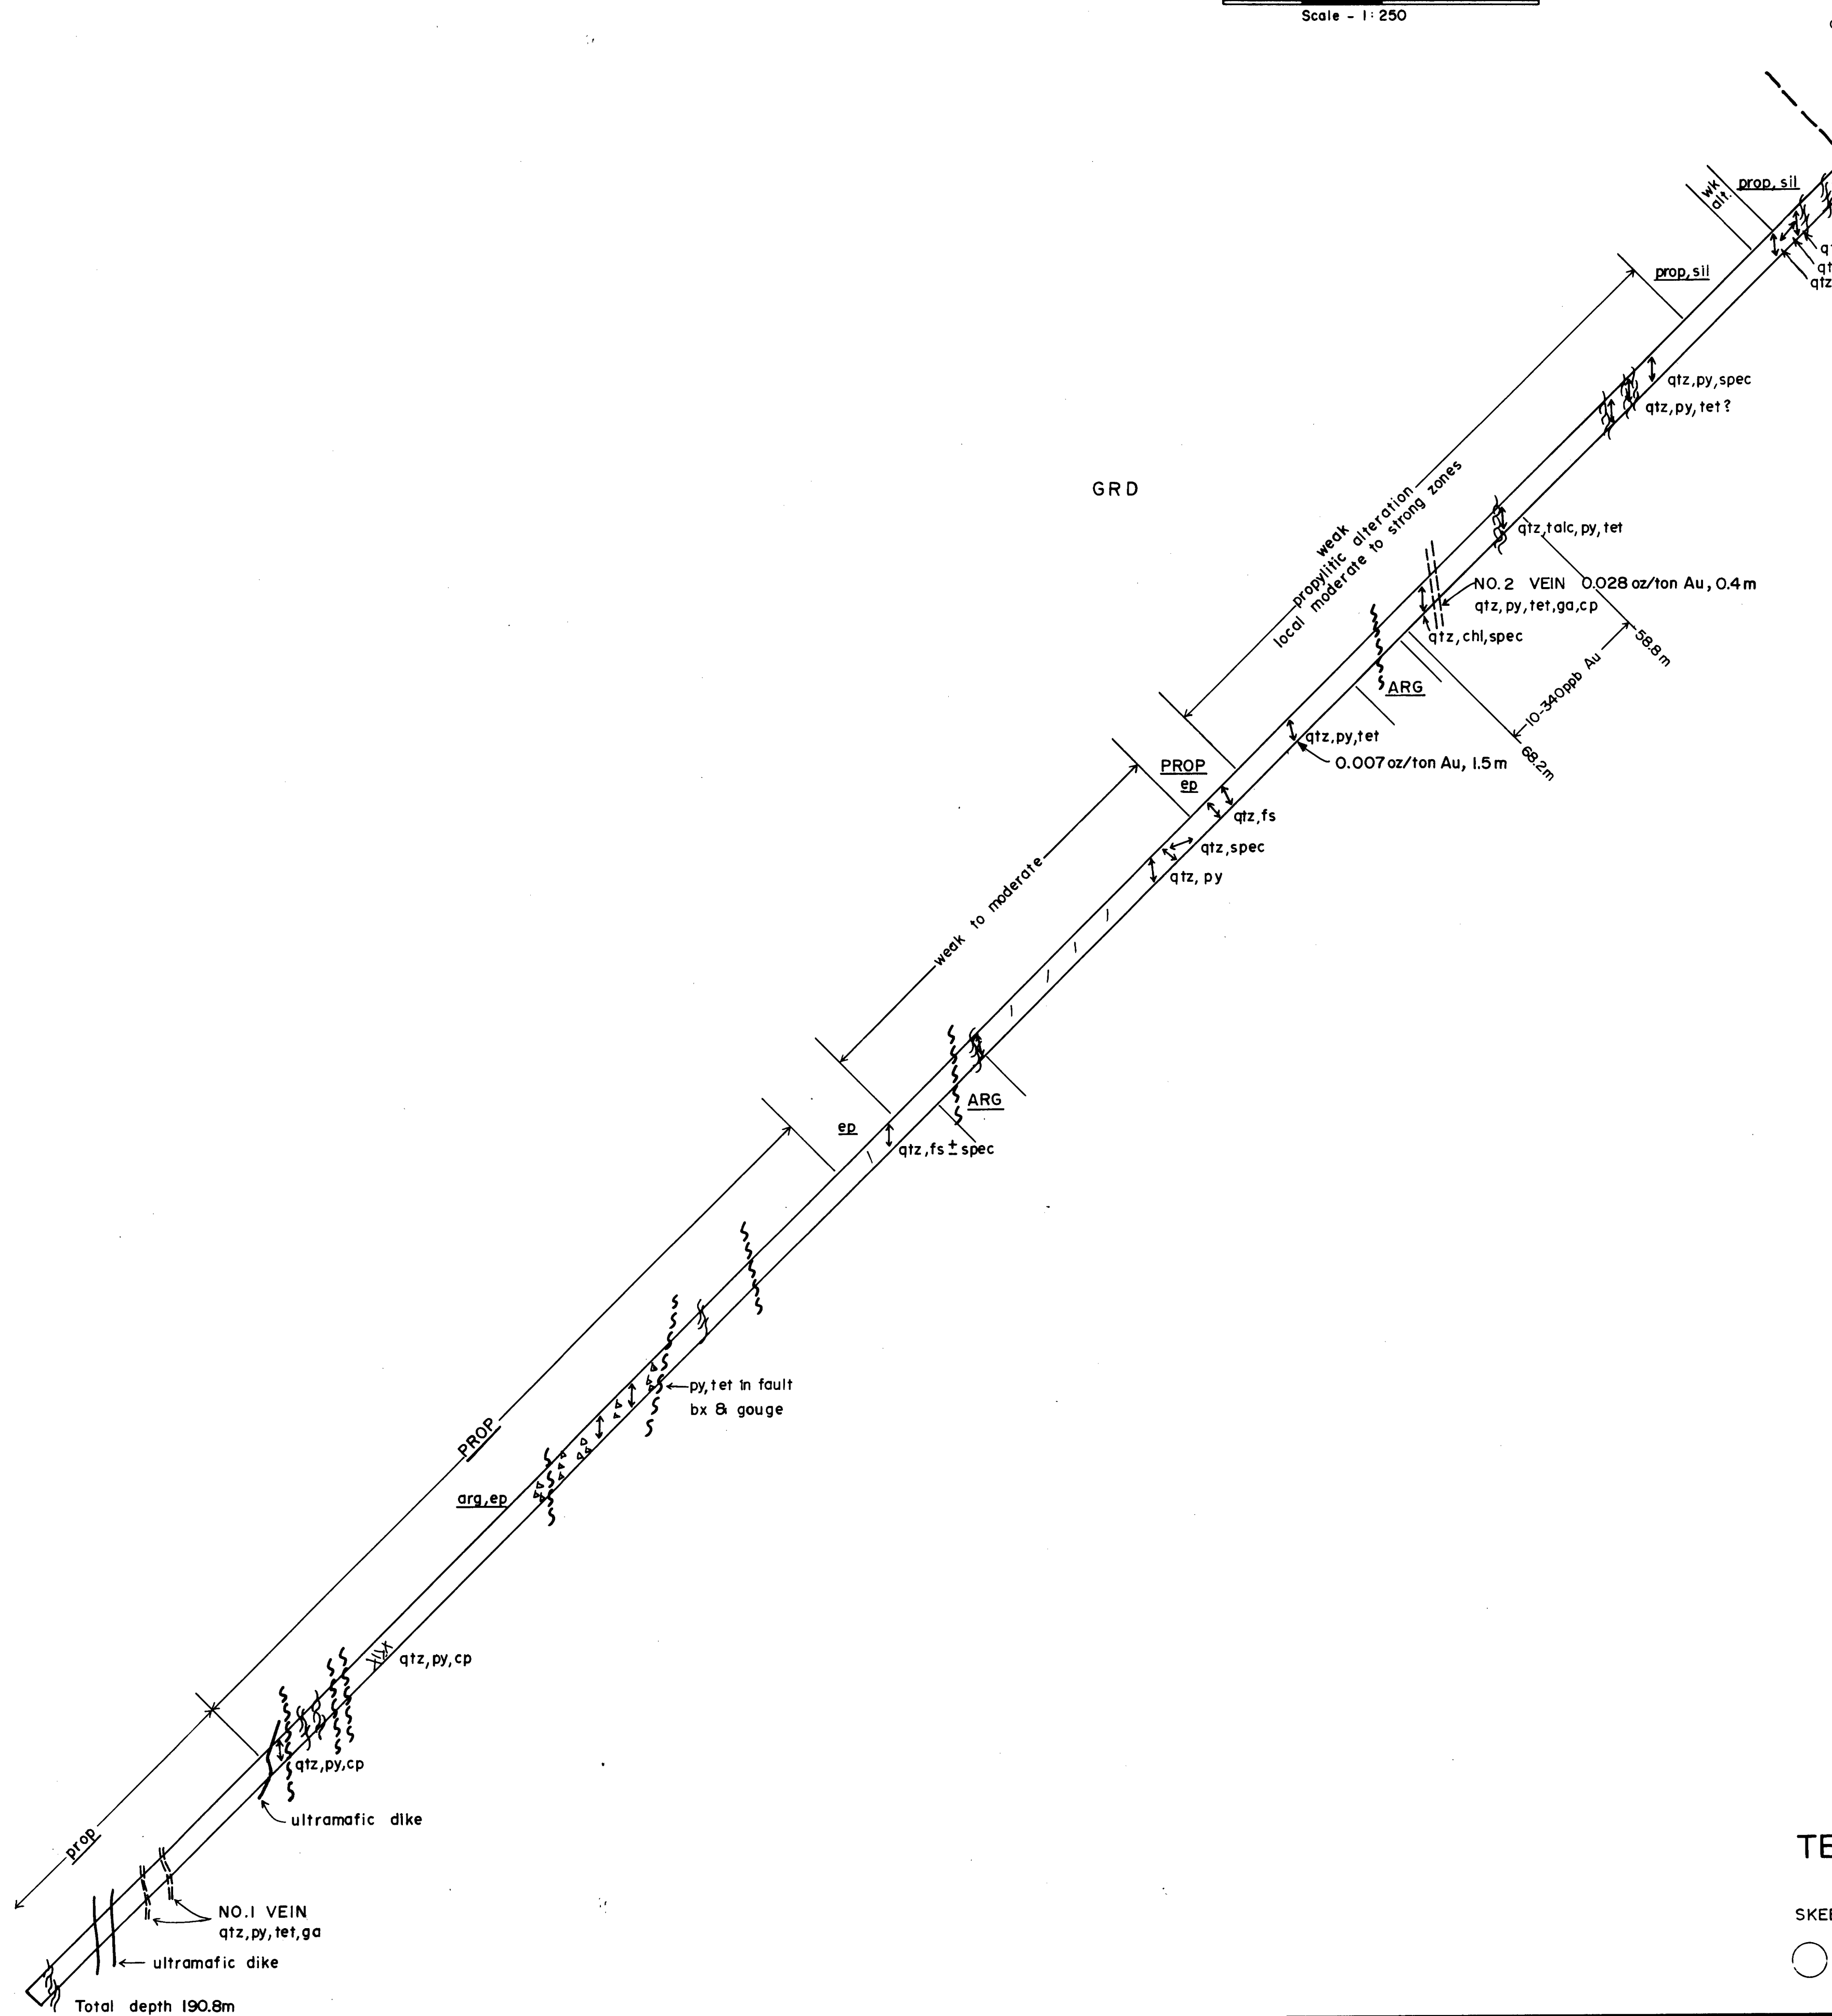 Scale - 1:250
wk
alt.
prop, sil
prop, sil
qtz
qtz,py,spec
qtz,py,tet?
GRD
weak
propylitic alteration
local moderate to strong zones
qtz,talc,py,tet
NO.2 VEIN 0.028 oz/ton Au, 0.4 m
qtz,py,tet,ga,cp
qtz,chl,spec
58.8 m
10-340ppb Au
68.2m
ARG
qtz,py,tet
0.007 oz/ton Au, 1.5 m
PROP
ep
qtz,fs
qtz,spec
qtz, py
weak to moderate
ARG
ep
qtz,fs ± spec
py,tet in fault
bx & gouge
PROP
arg,ep
qtz,py,cp
qtz,py,cp
ultramafic dike
prop
NO.1 VEIN
qtz,py,tet,ga
ultramafic dike
Total depth 190.8m